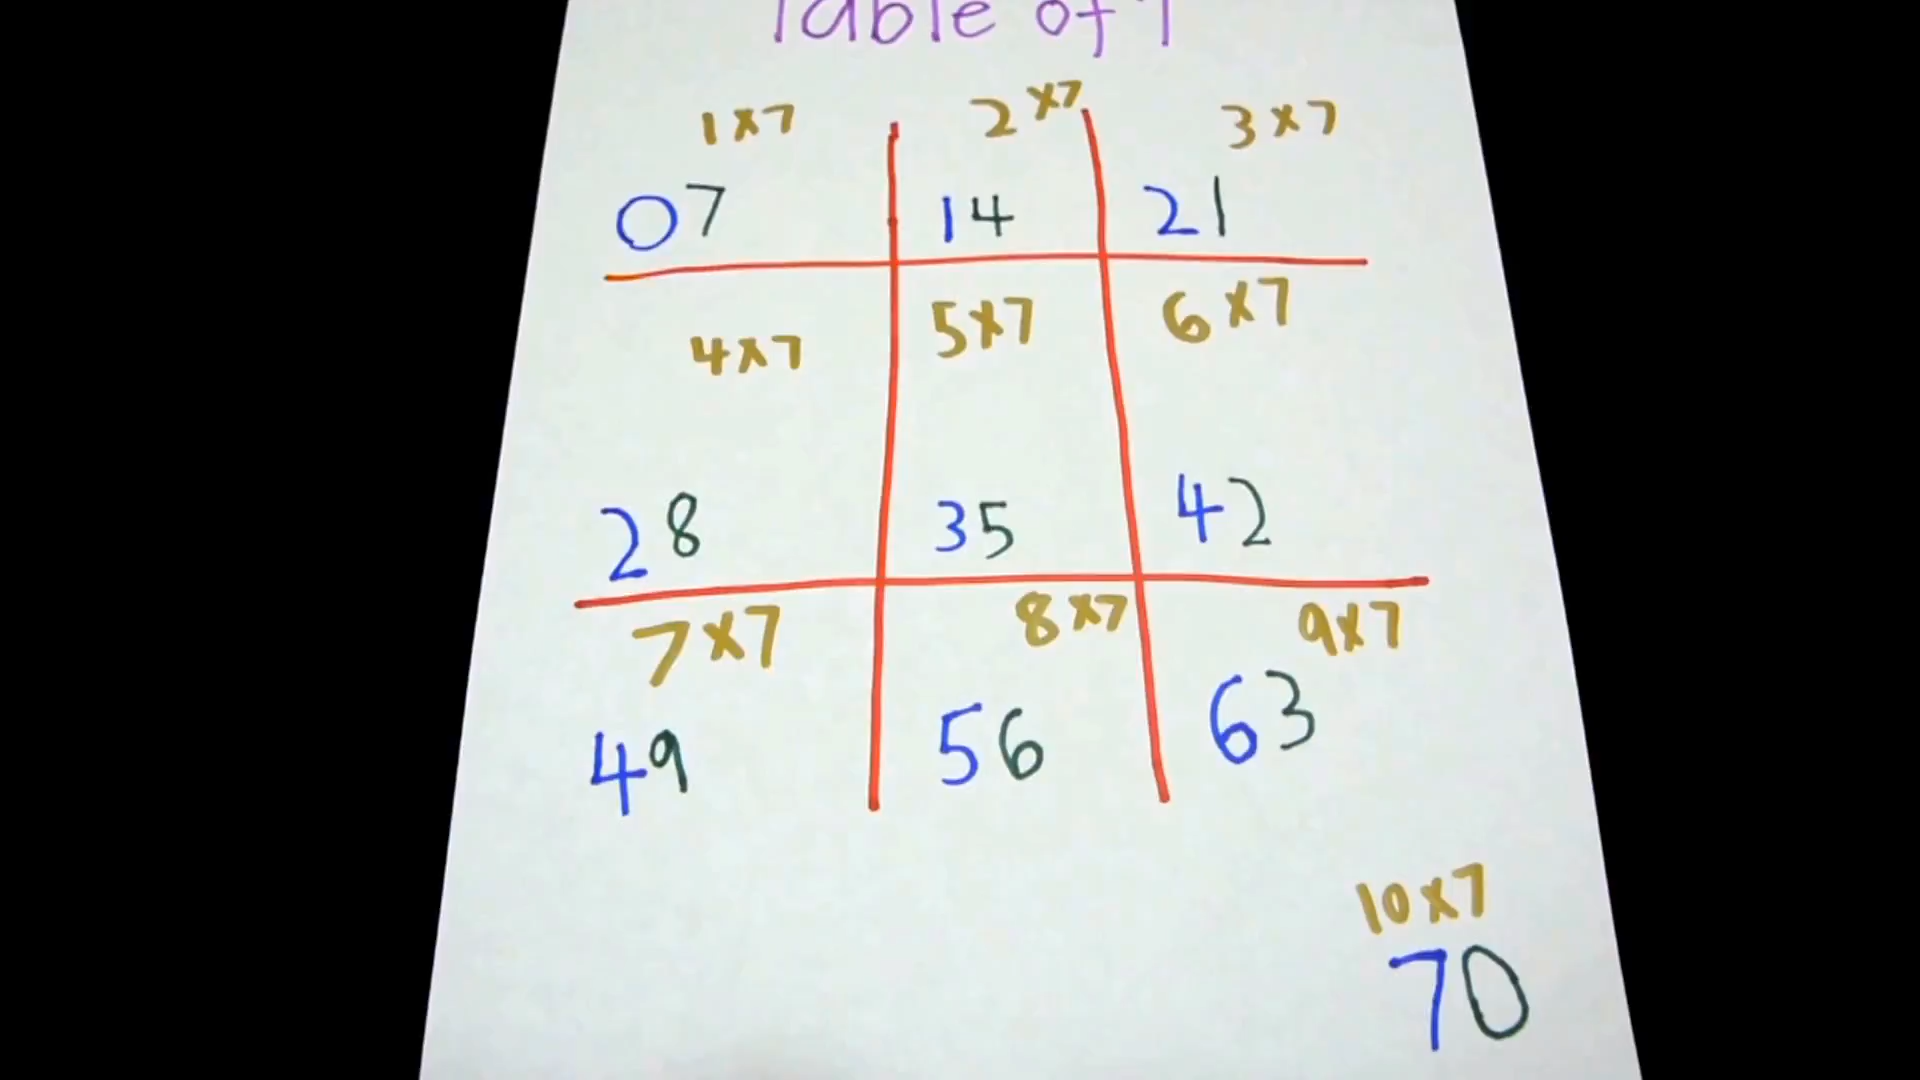 Table of 7
1x7 2x7 3x7
07 14 21
4x7 5x7 6x7
28 35 42
7x7 8x7 9x7
49 56 63
10x7
70